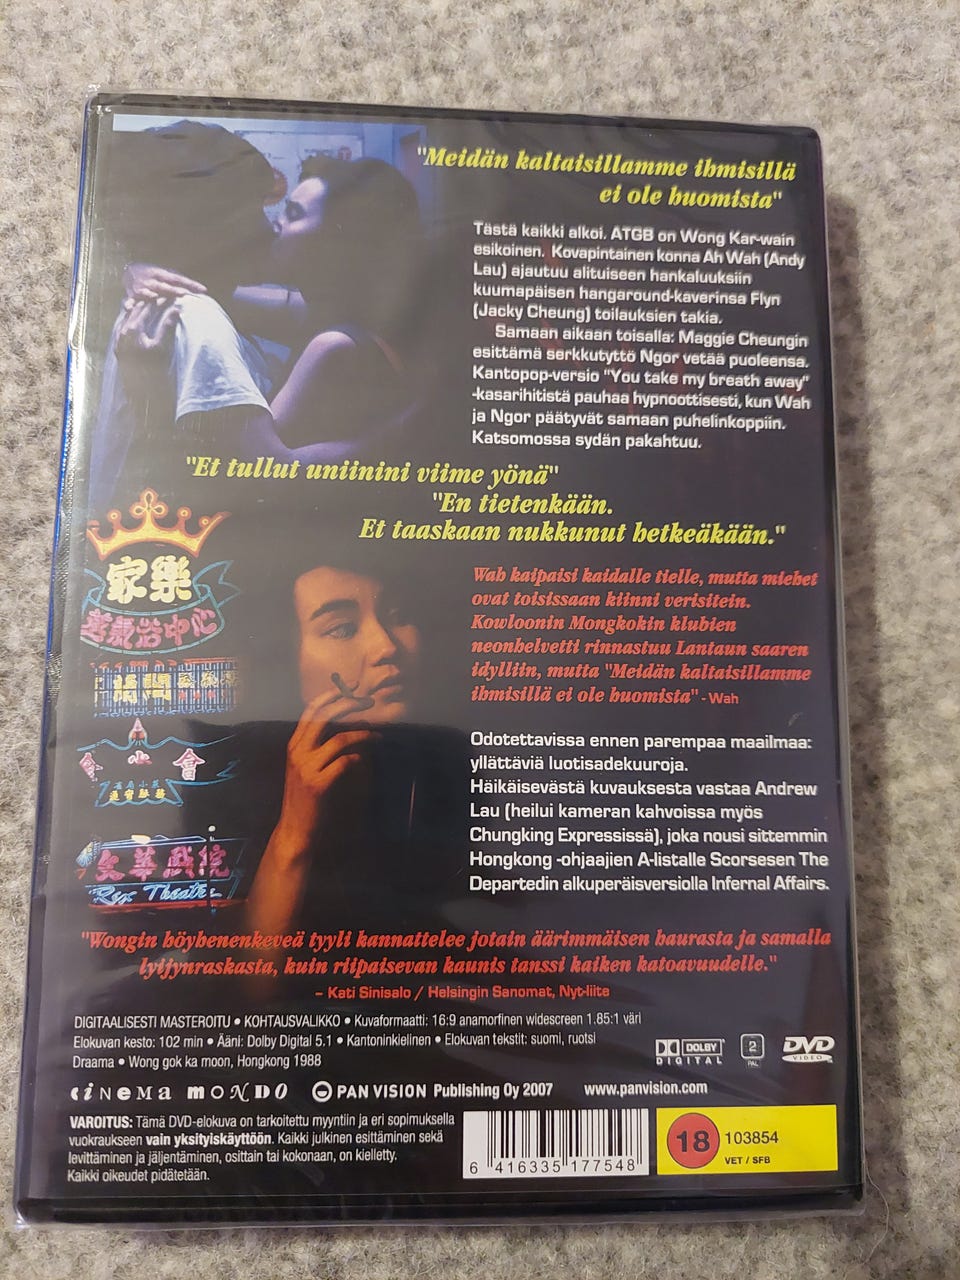 "Meidän kaltaisillamme ihmisillä
ei ole huomista"
Tästä kaikki alkoi. ATGB on Wong Kar-wain
esikoinen. Kovapintainen konna Ah Wah (Andy
Lau) ajautuu alituiseen hankaluuksiin
kuumapäisen hangaround-kaverinsa Flyn
(Jacky Cheung) toilauksien takia.
Samaan aikaan toisalla: Maggie Cheungin
esittämä serkkutyttö Ngor vetää puoleensa.
Kantopop-versio "You take my breath away"
-kasarihitistä pauhaa hypnoottisesti, kun Wah
ja Ngor päätyvät samaan puhelinkoppiin.
Katsomossa sydän pakahtuu.
"Et tullut uniinini viime yönä"
"En tietenkään.
Et taaskaan nukkunut hetkeäkään."
家樂
中心
Wah kaipaisi kaidalle tielle, mutta miehet
ovat toisissaan kiinni verisitein.
Kowloonin Mongkokin klubien
neonhelvetti rinnastuu Lantaun saaren
idylliin, mutta "Meidän kaltaisillamme
ihmisillä ei ole huomista" - Wah
Odotettavissa ennen parempaa maailmaa:
yllättäviä luotisadekuuroja.
Häikäisevästä kuvauksesta vastaa Andrew
Lau (heilui kameran kahvoissa myös
Chungking Expressissä), joka nousi sittemmin
Hongkong -ohjaajien A-listalle Scorsesen The
Departedin alkuperäisversiolla Infernal Affairs.
小會
文華戲院
Rex Theatre
"Wongin höyhenenkeveä tyyli kannattelee jotain äärimmäisen haurasta ja samalla
lyijynraskasta, kuin riipaisevan kaunis tanssi kaiken katoavuudelle."
– Kati Sinisalo / Helsingin Sanomat, Nyt-liite
DIGITAALISESTI MASTEROITU • KOHTAUSVALIKKO • Kuvaformaatti: 16:9 anamorfinen widescreen 1.85:1 väri
Elokuvan kesto: 102 min • Ääni: Dolby Digital 5.1 • Kantoninkielinen • Elokuvan tekstit: suomi, ruotsi
Draama • Wong gok ka moon, Hongkong 1988
DOLBY DIGITAL
2 PAL
DVD VIDEO
CiNeMa moNDO
PAN VISION Publishing Oy 2007 www.panvision.com
VAROITUS: Tämä DVD-elokuva on tarkoitettu myyntiin ja eri sopimuksella
vuokraukseen vain yksityiskäyttöön. Kaikki julkinen esittäminen sekä
levittäminen ja jäljentäminen, osittain tai kokonaan, on kielletty.
Kaikki oikeudet pidätetään.
6 416335 177548
18 103854
VET / SFB